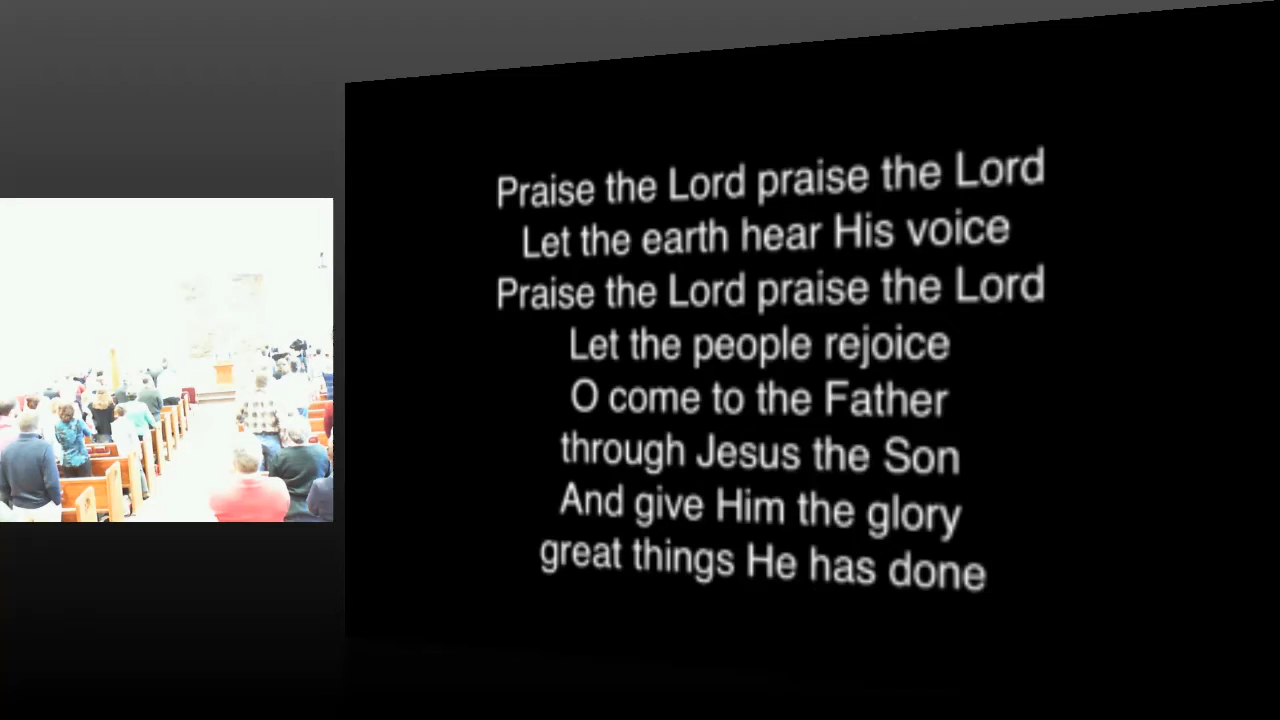 Praise the Lord praise the Lord
Let the earth hear His voice
Praise the Lord praise the Lord
Let the people rejoice
O come to the Father
through Jesus the Son
And give Him the glory
great things He has done